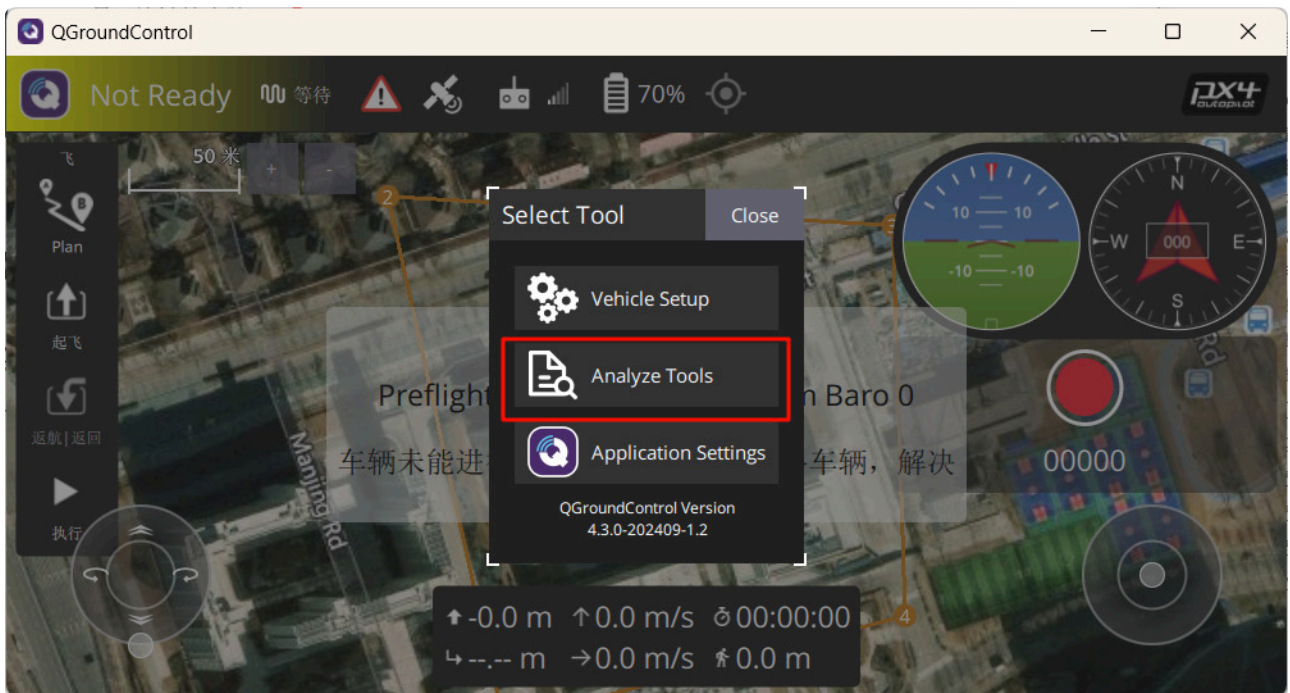 QGroundControl
Not Ready
等待
70%
px4
autopilot
飞
50 米
+
-
2
3
Plan
起飞
返航|返回
执行
Select Tool
Close
Vehicle Setup
Analyze Tools
Application Settings
QGroundControl Version
4.3.0-202409-1.2
Preflight
Baro 0
车辆未能进
车辆，解决
Manjing Rd
10 10
-10 -10
N
W 000 E
S
Rd
00000
4
-0.0 m 0.0 m/s 00:00:00
--.-- m 0.0 m/s 0.0 m